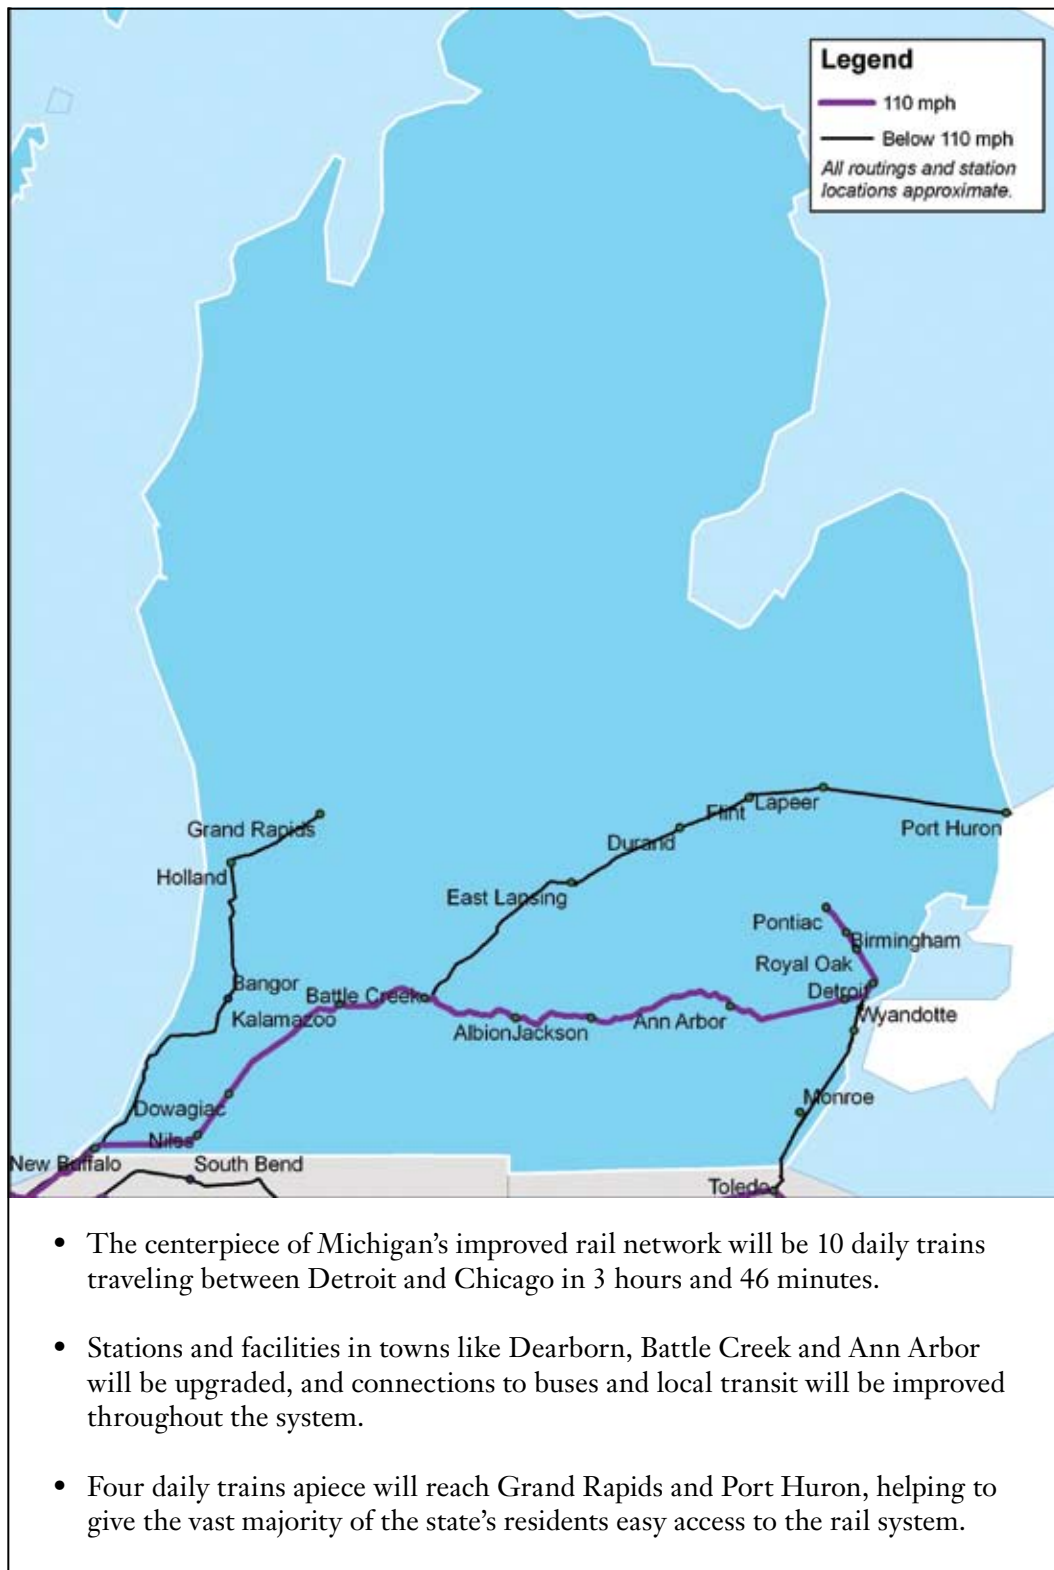 Legend
110 mph
Below 110 mph
All routings and station
locations approximate.
Grand Rapids
Holland
Flint
Lapeer
Port Huron
Durand
East Lansing
Pontiac
Birmingham
Royal Oak
Bangor
Battle Creek
Detroit
Kalamazoo
Wyandotte
Albion
Jackson
Ann Arbor
Dowagiac
Monroe
Niles
New Buffalo
South Bend
Toledo
• The centerpiece of Michigan’s improved rail network will be 10 daily trains
traveling between Detroit and Chicago in 3 hours and 46 minutes.
• Stations and facilities in towns like Dearborn, Battle Creek and Ann Arbor
will be upgraded, and connections to buses and local transit will be improved
throughout the system.
• Four daily trains apiece will reach Grand Rapids and Port Huron, helping to
give the vast majority of the state’s residents easy access to the rail system.